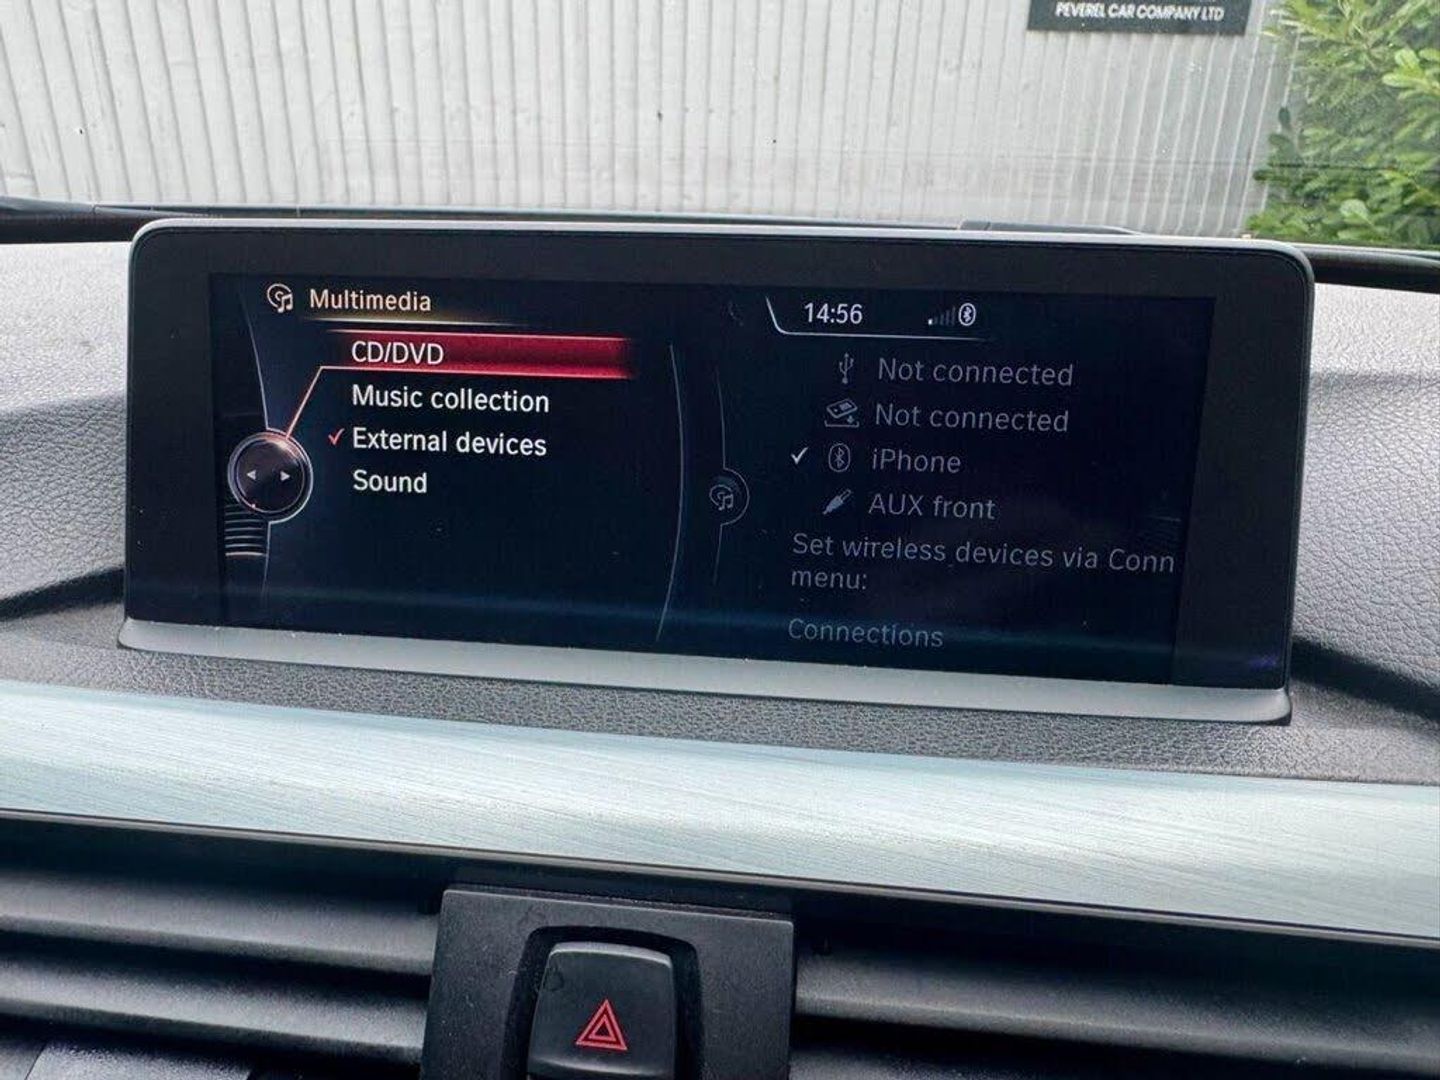 PEVEREL CAR COMPANY LTD
Multimedia
14:56
CD/DVD
Music collection
External devices
Sound
Not connected
Not connected
iPhone
AUX front
Set wireless devices via Conn
menu:
Connections